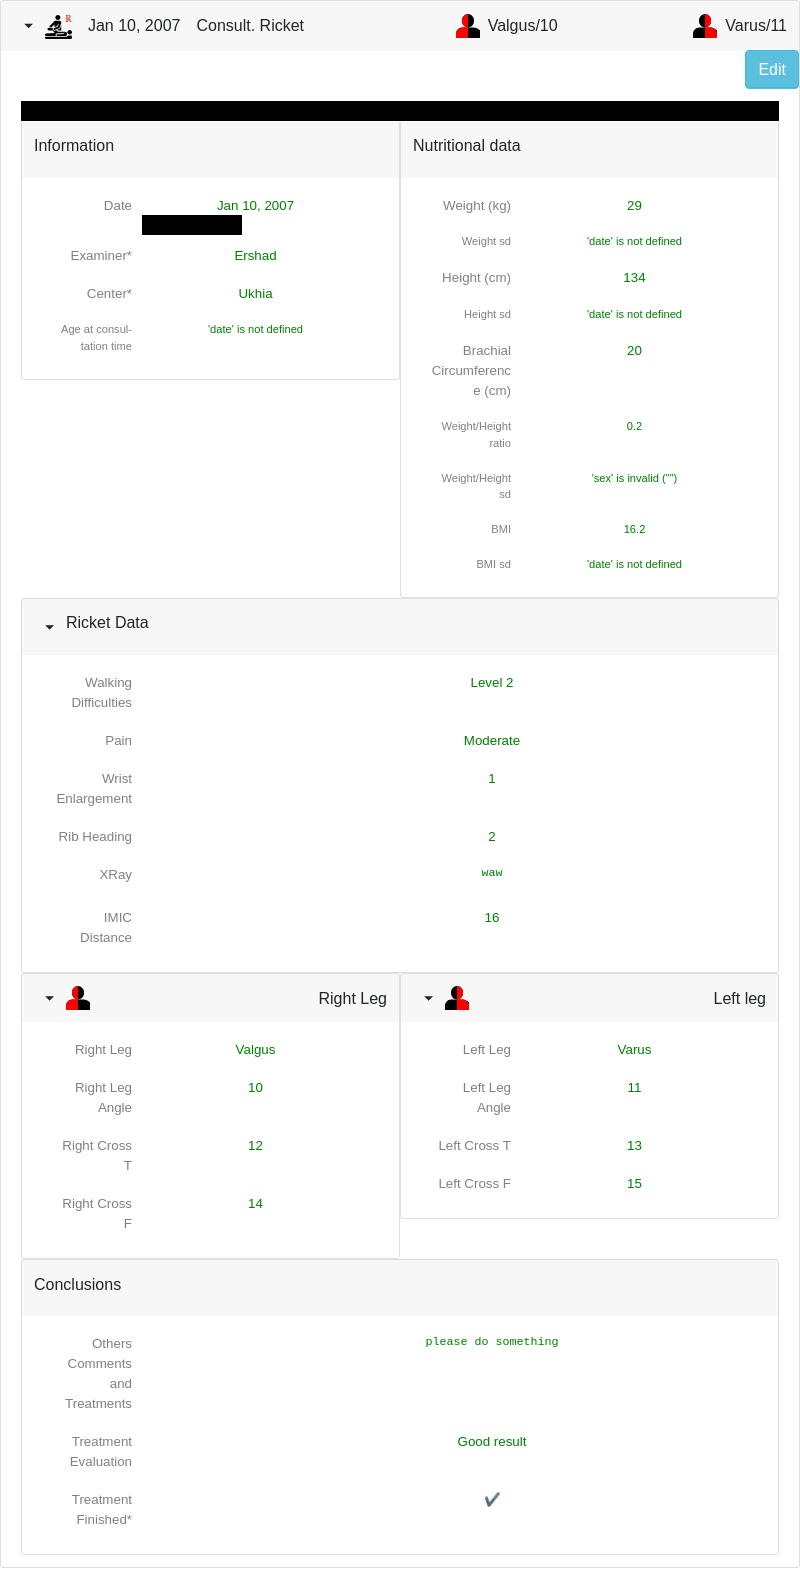 R
Jan 10, 2007 Consult. Ricket Valgus/10 Varus/11
Edit
Information
Date Jan 10, 2007
Examiner* Ershad
Center* Ukhia
Age at consul-
tation time 'date' is not defined
Nutritional data
Weight (kg) 29
Weight sd 'date' is not defined
Height (cm) 134
Height sd 'date' is not defined
Brachial 20
Circumferenc
e (cm)
Weight/Height 0.2
ratio
Weight/Height 'sex' is invalid ("")
sd
BMI 16.2
BMI sd 'date' is not defined
Ricket Data
Walking Level 2
Difficulties
Pain Moderate
Wrist 1
Enlargement
Rib Heading 2
XRay waw
IMIC 16
Distance
Right Leg
Right Leg Valgus
Right Leg 10
Angle
Right Cross 12
T
Right Cross 14
F
Left leg
Left Leg Varus
Left Leg 11
Angle
Left Cross T 13
Left Cross F 15
Conclusions
Others please do something
Comments
and
Treatments
Treatment Good result
Evaluation
Treatment ✔
Finished*